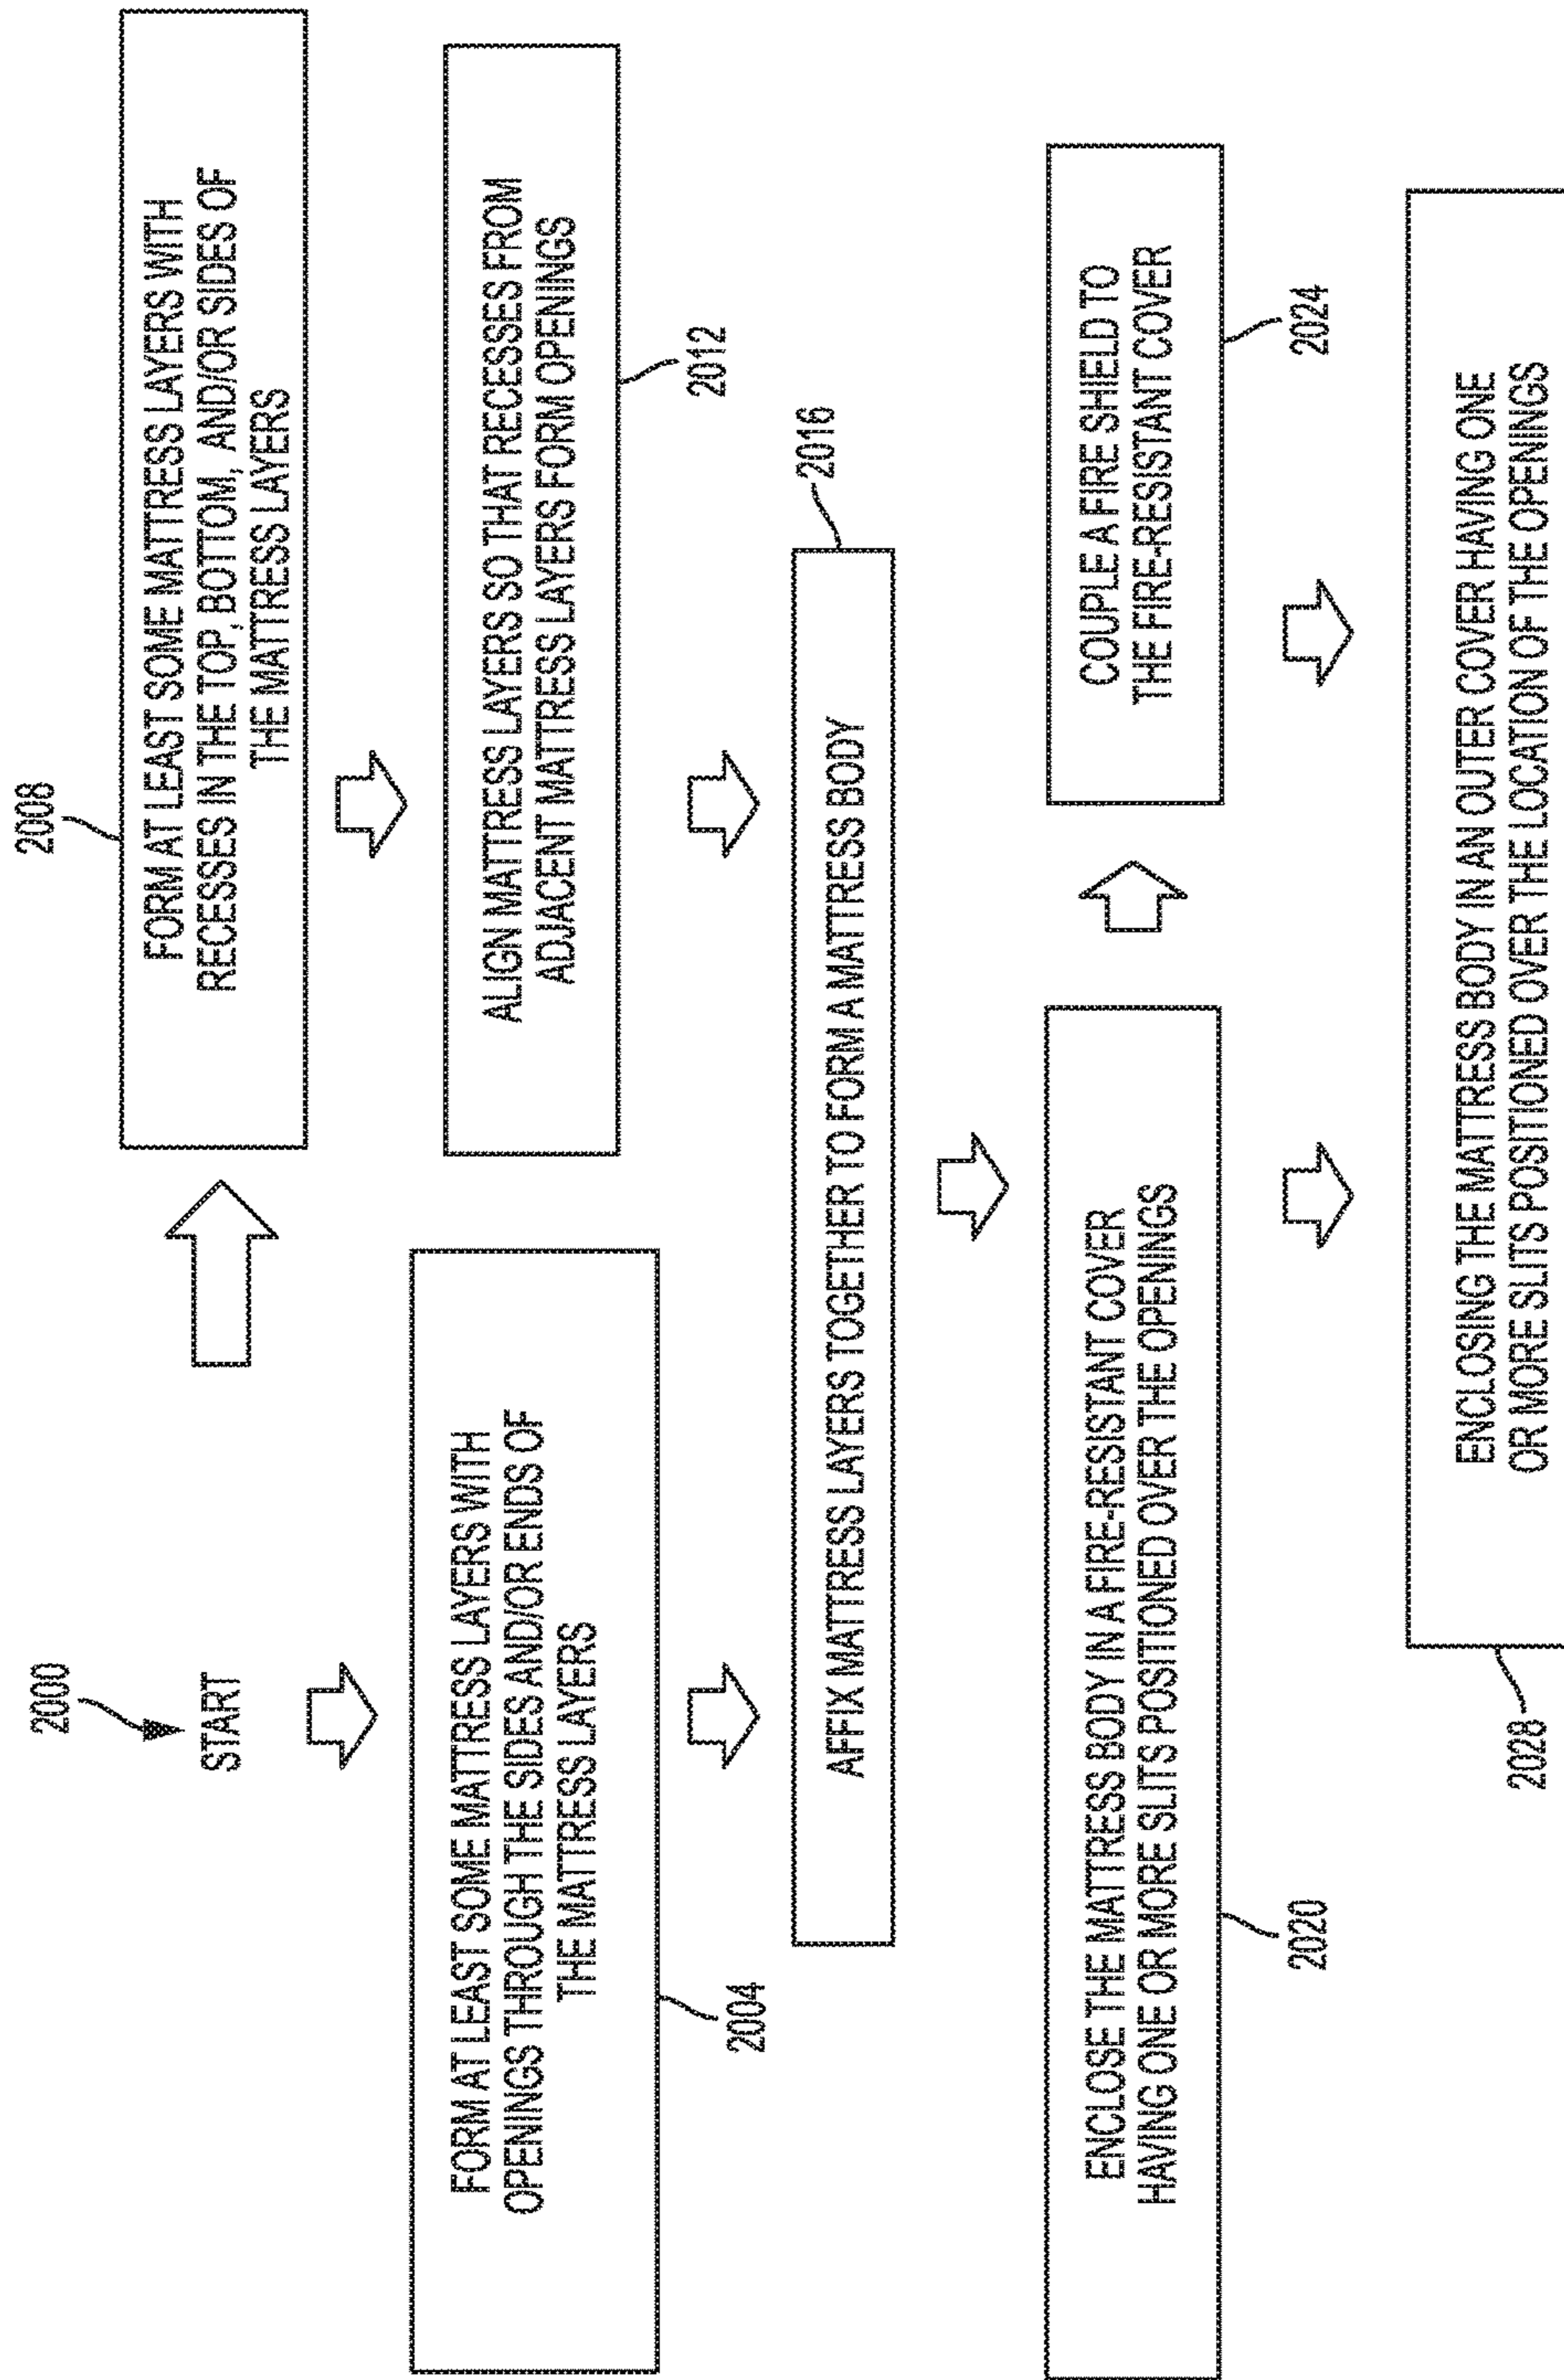 2000
START
2008
FORM AT LEAST SOME MATTRESS LAYERS WITH
RECESSES IN THE TOP, BOTTOM, AND/OR SIDES OF
THE MATTRESS LAYERS
FORM AT LEAST SOME MATTRESS LAYERS WITH
OPENINGS THROUGH THE SIDES AND/OR ENDS OF
THE MATTRESS LAYERS
2004
ALIGN MATTRESS LAYERS SO THAT RECESSES FROM
ADJACENT MATTRESS LAYERS FORM OPENINGS
2012
2016
AFFIX MATTRESS LAYERS TOGETHER TO FORM A MATTRESS BODY
ENCLOSE THE MATTRESS BODY IN A FIRE-RESISTANT COVER
HAVING ONE OR MORE SLITS POSITIONED OVER THE OPENINGS
2020
COUPLE A FIRE SHIELD TO
THE FIRE-RESISTANT COVER
2024
ENCLOSING THE MATTRESS BODY IN AN OUTER COVER HAVING ONE
OR MORE SLITS POSITIONED OVER THE LOCATION OF THE OPENINGS
2028